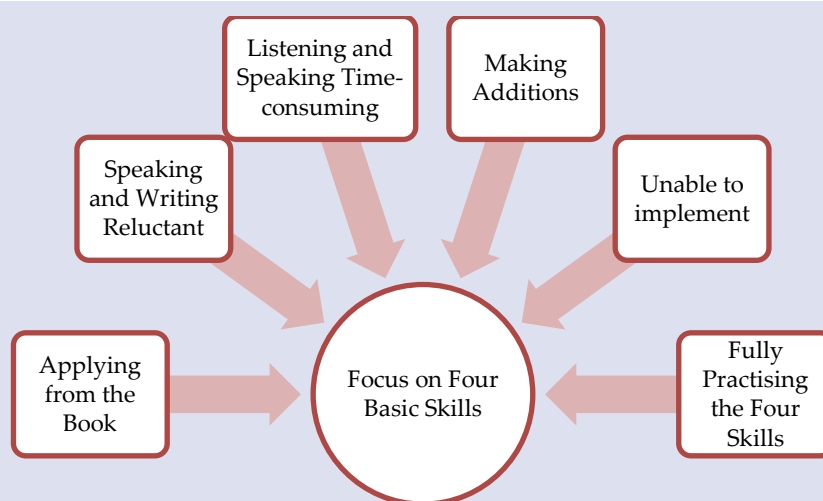 Listening and
Speaking Time-
consuming
Making
Additions
Speaking
and Writing
Reluctant
Unable to
implement
Applying
from the
Book
Focus on Four
Basic Skills
Fully
Practising
the Four
Skills